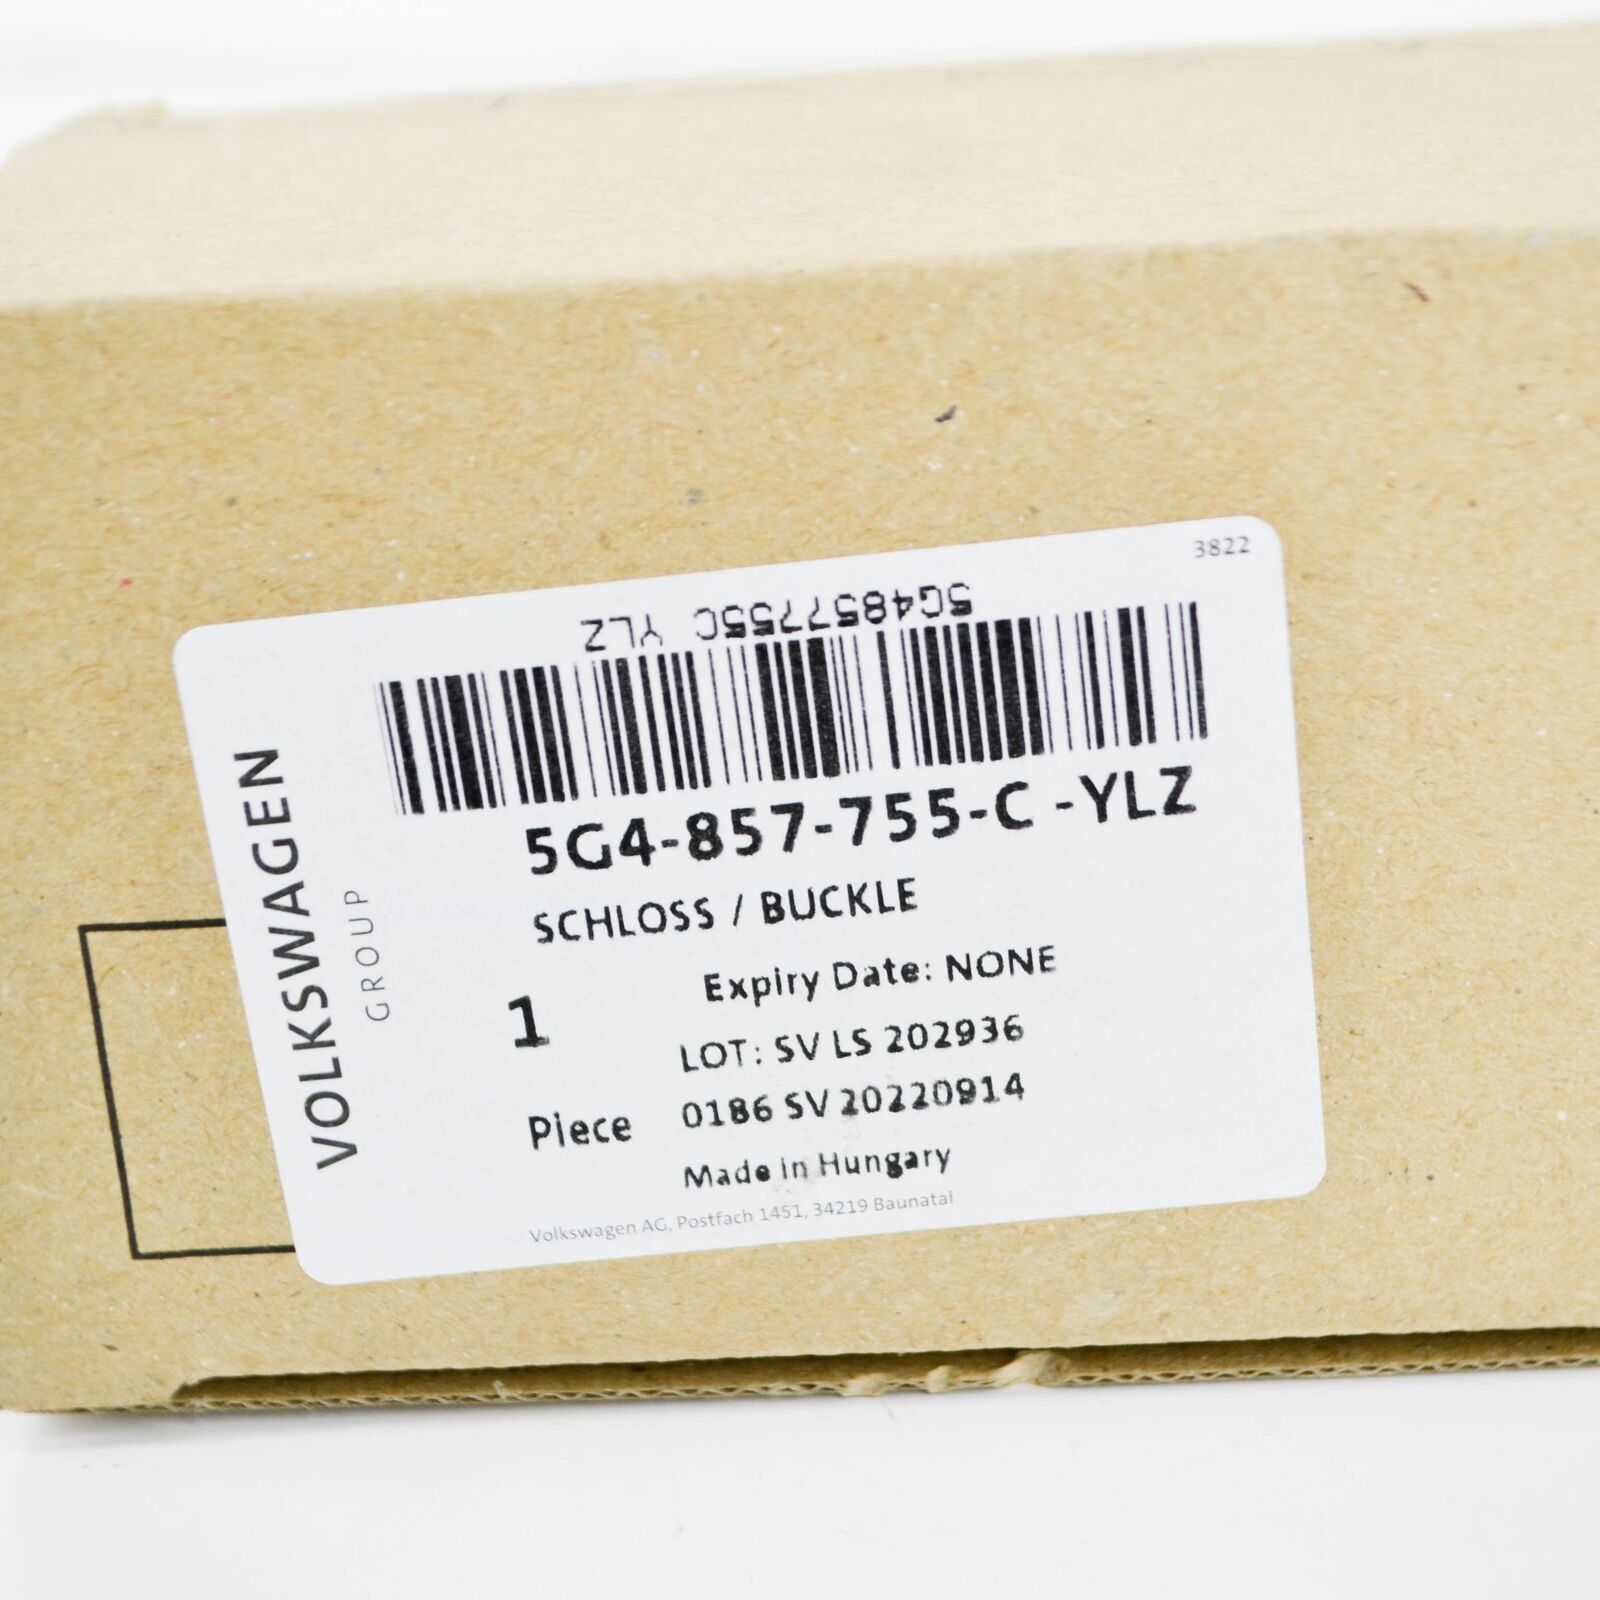 3822
5G4857755C YLZ
5G4-857-755-C -YLZ
SCHLOSS / BUCKLE
Expiry Date: NONE
1
LOT: SV LS 202936
Piece
0186 SV 20220914
Made in Hungary
Volkswagen AG, Postfach 1451, 34219 Baunatal
VOLKSWAGEN
GROUP